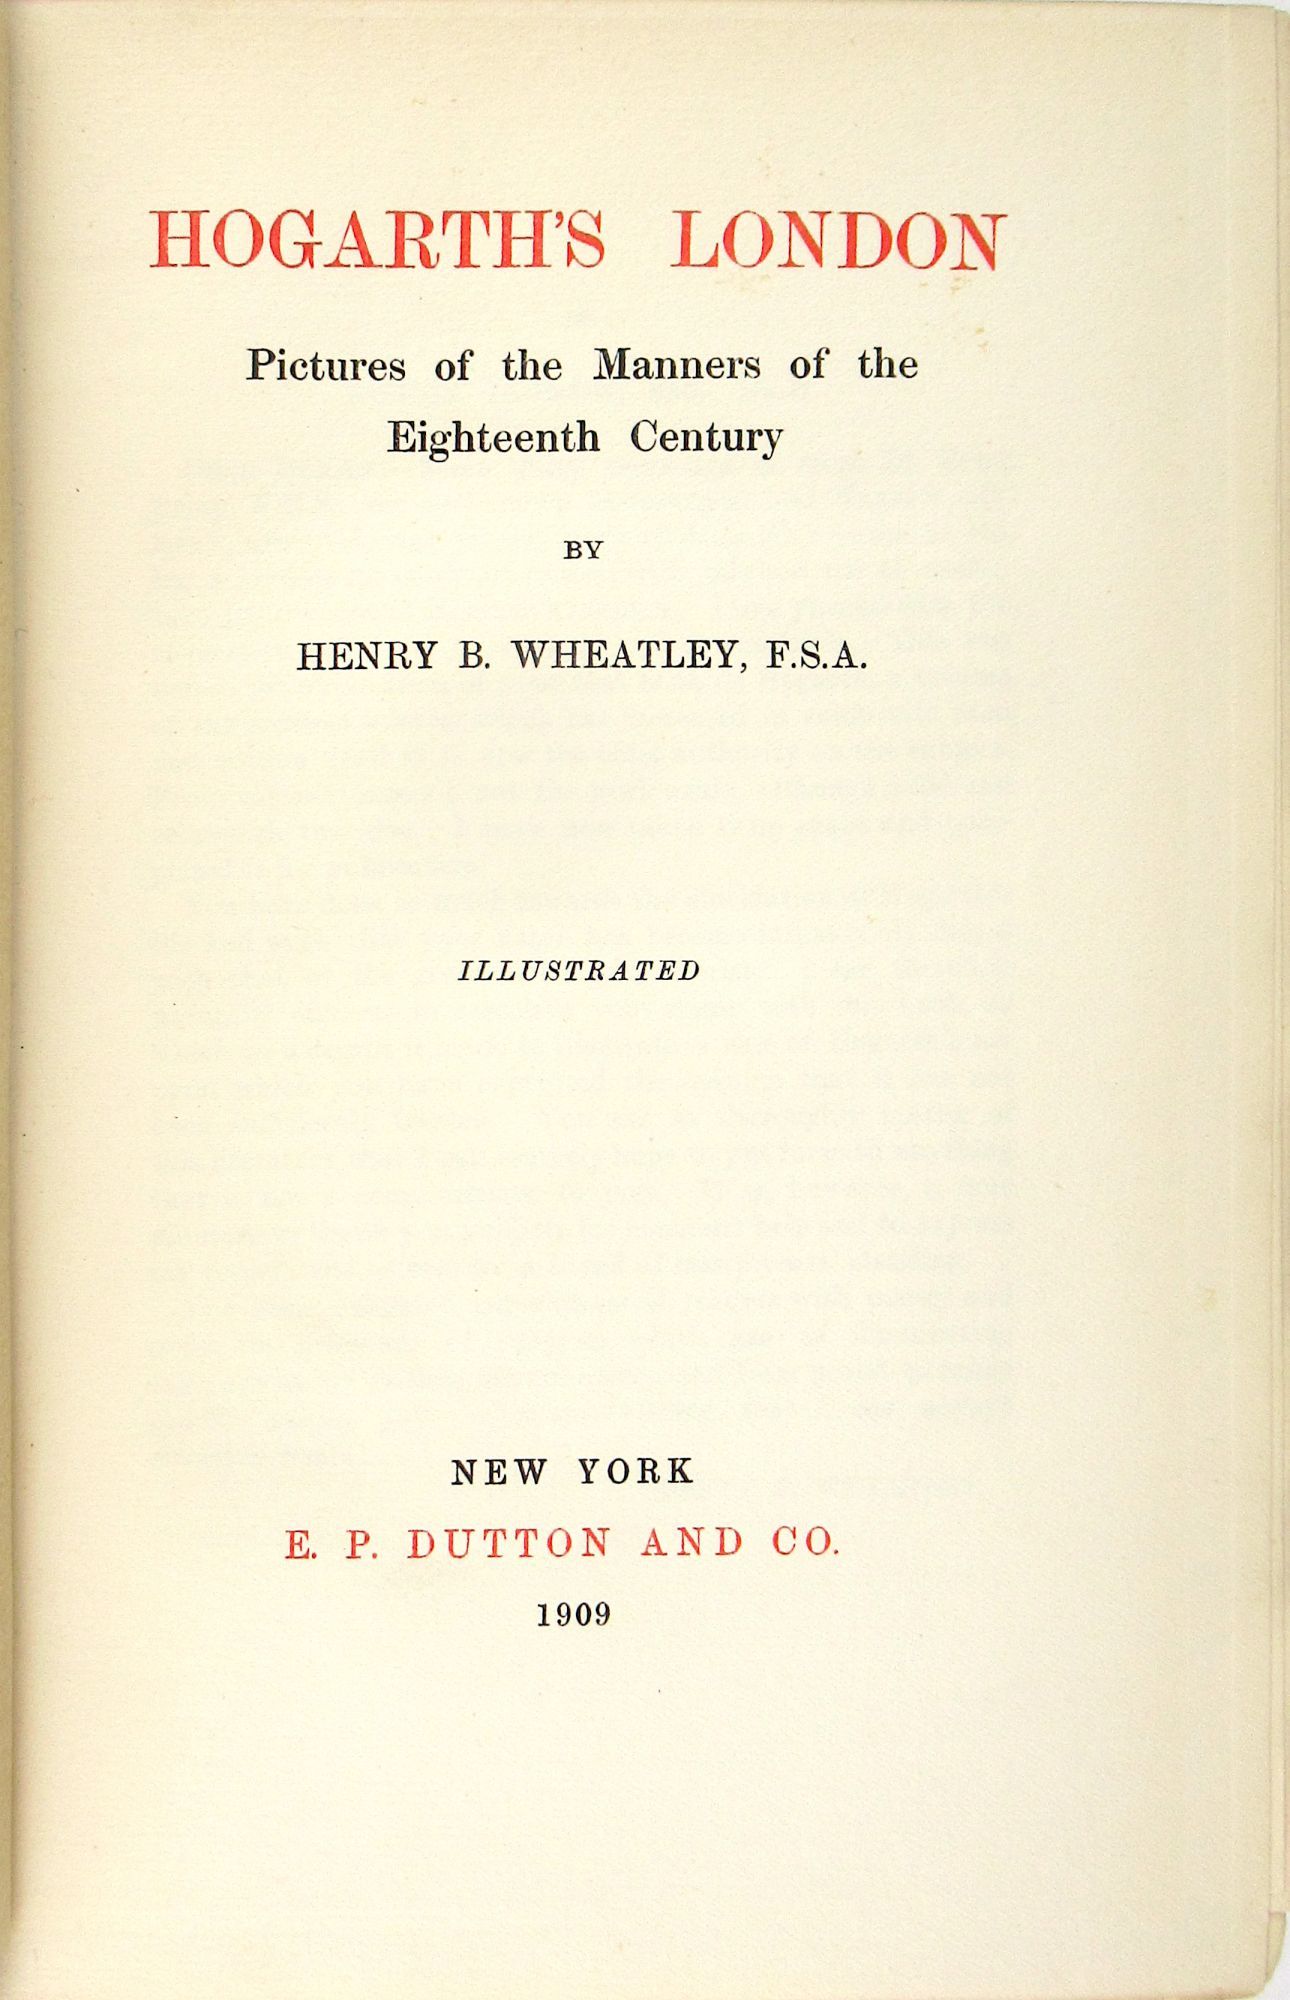 HOGARTH'S LONDON
Pictures of the Manners of the
Eighteenth Century
BY
HENRY B. WHEATLEY, F.S.A.
ILLUSTRATED
NEW YORK
E. P. DUTTON AND CO.
1909